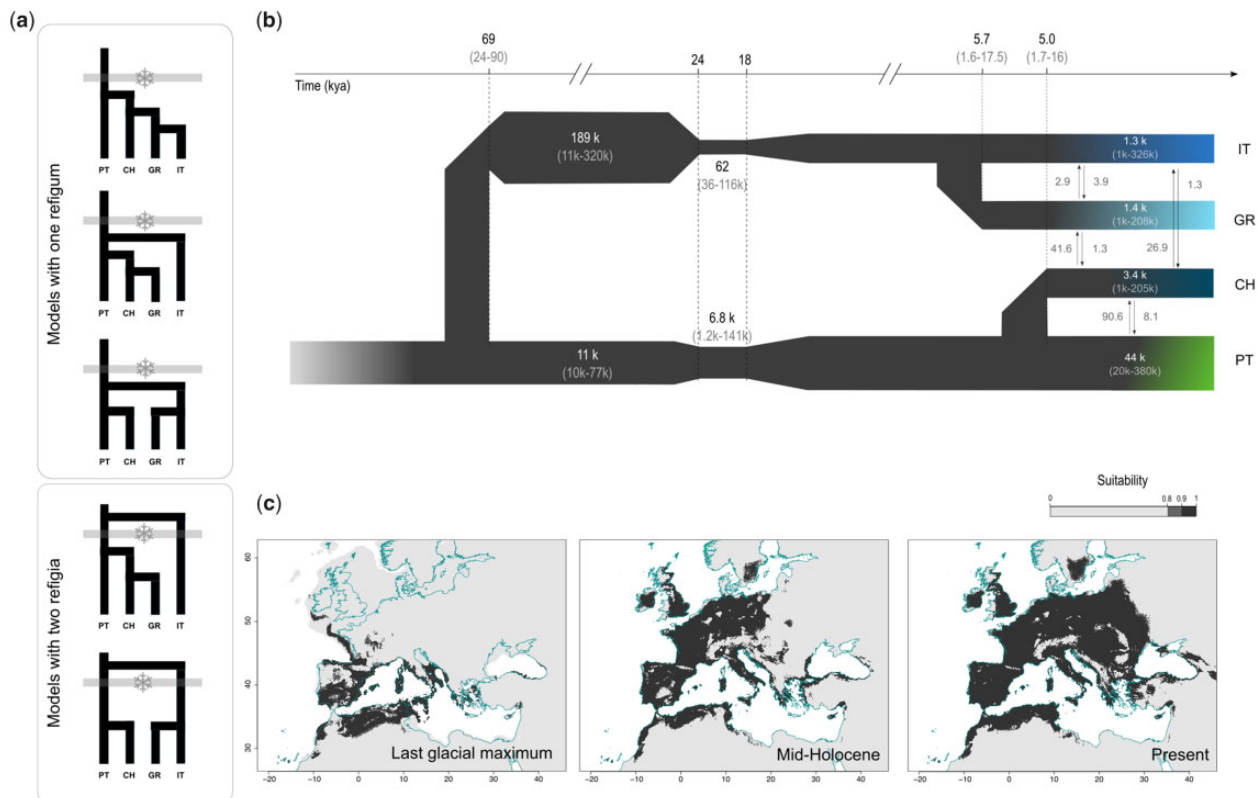 (a)
Models with one refigum
PT CH GR IT
PT CH GR IT
PT CH GR IT
Models with two refigia
PT CH GR IT
PT CH GR IT
(b)
69
(24-90)
24
18
5.7
(1.6-17.5)
5.0
(1.7-16)
Time (kya)
189 k
(11k-320k)
62
(36-116k)
1.3 k
(1k-326k)
IT
2.9
3.9
1.3
1.4 k
(1k-208k)
GR
41.6
1.3
26.9
3.4 k
(1k-205k)
CH
6.8 k
(1.2k-141k)
90.6
8.1
11 k
(10k-77k)
44 k
(20k-380k)
PT
(c)
Suitability
0 0.8 0.9 1
60
50
40
30
−20 −10 0 10 20 30 40
Last glacial maximum
−20 −10 0 10 20 30 40
Mid-Holocene
−20 −10 0 10 20 30 40
Present